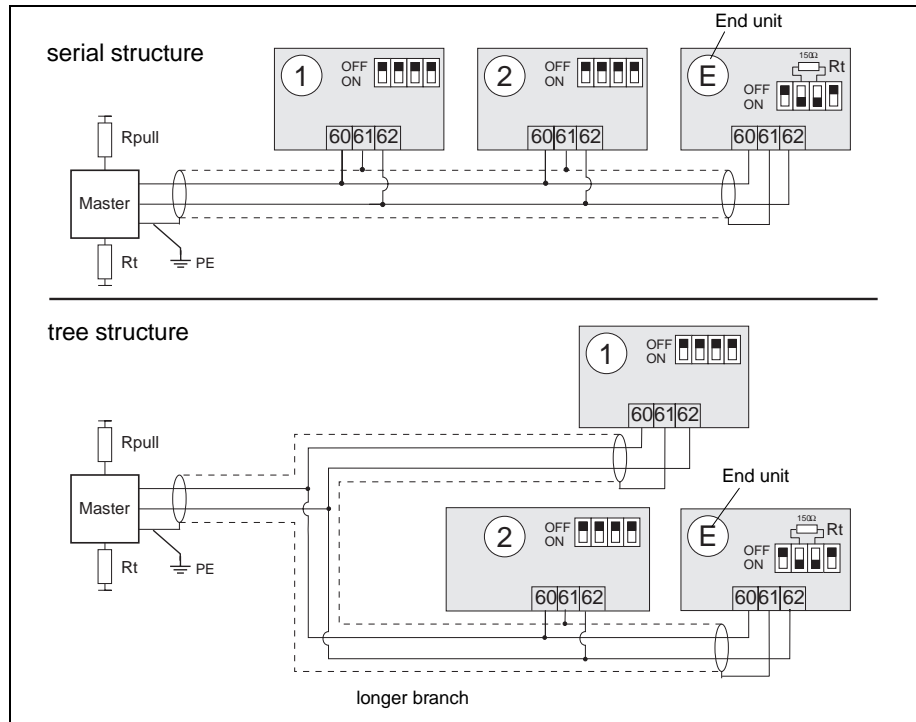 End unit
serial structure
1
OFF
ON
2
OFF
ON
E
150Ω
Rt
OFF
ON
60 61 62
60 61 62
60 61 62
Rpull
Master
Rt
PE
tree structure
1
OFF
ON
60 61 62
Rpull
End unit
Master
2
OFF
ON
E
150Ω
Rt
OFF
ON
Rt
PE
60 61 62
60 61 62
longer branch